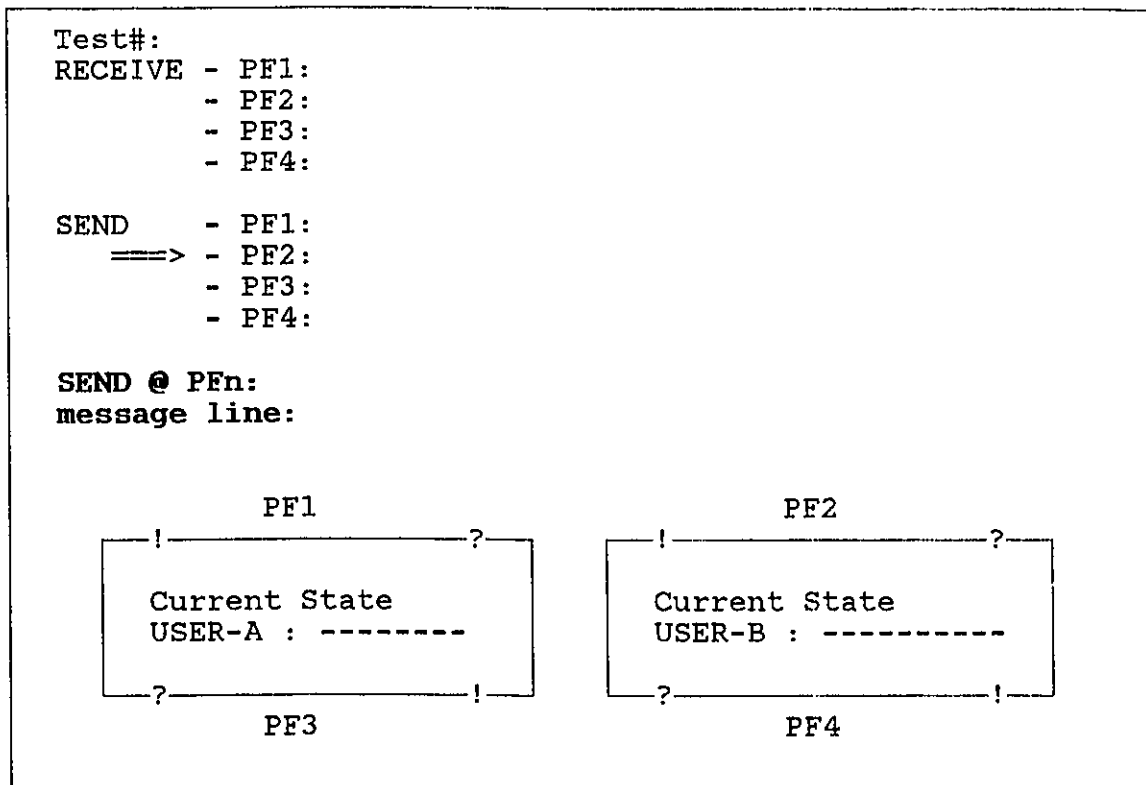 Test#:
RECEIVE - PF1:
- PF2:
- PF3:
- PF4:
SEND - PF1:
===> - PF2:
- PF3:
- PF4:
SEND @ PFn:
message line:
PF1 PF2
! ? ! ?
Current State Current State
USER-A : -------- USER-B : ----------
? ! ? !
PF3 PF4